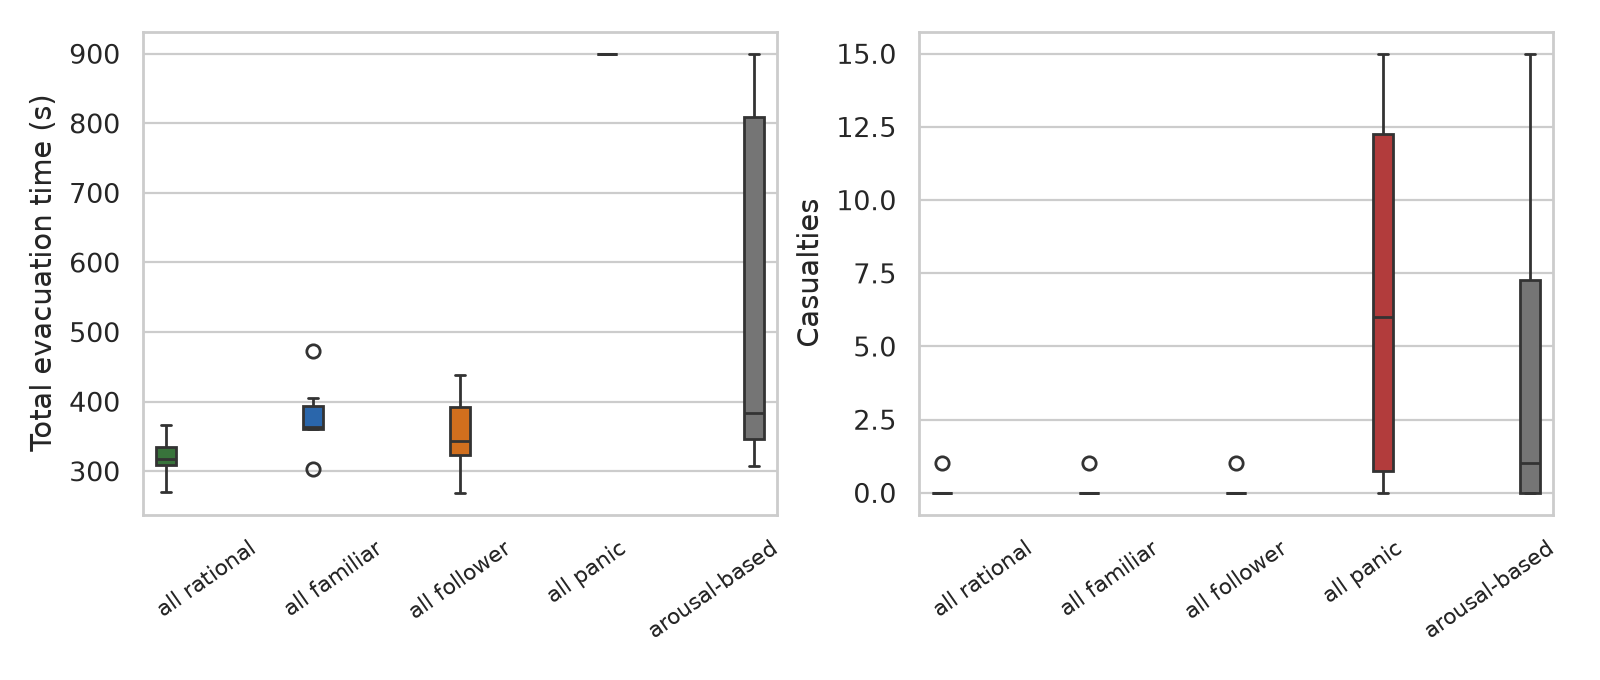 Total evacuation time (s)
900
800
700
600
500
400
300
all rational
all familiar
all follower
all panic
arousal-based
Casualties
15.0
12.5
10.0
7.5
5.0
2.5
0.0
all rational
all familiar
all follower
all panic
arousal-based